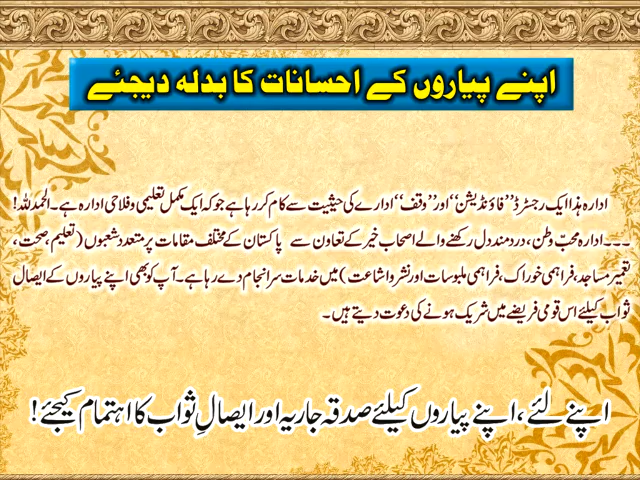 اپنے پیاروں کے احسانات کا بدلہ دیجئے
ادارہ ہذا ایک رجسٹرڈ ’’فاؤنڈیشن‘‘ اور ’’وقف‘‘ ادارے کی حیثیت سے کام کر رہا ہے جو کہ ایک مکمل تعلیمی و فلاحی ادارہ ہے۔ الحمدللہ!
۔۔۔ادارہ محبّ وطن، درد مند دل رکھنے والے اصحاب خیر کے تعاون سے پاکستان کے مختلف مقامات پر متعدد شعبوں (تعلیم، صحت،
تعمیر مساجد، فراہمی خوراک، فراہمی ملبوسات اور نشر و اشاعت) میں خدمات سرانجام دے رہا ہے۔ آپ کو بھی اپنے پیاروں کے ایصال
ثواب کیلئے اس قومی فریضے میں شریک ہونے کی دعوت دیتے ہیں۔
اپنے لئے، اپنے پیاروں کیلئے صدقہ جاریہ اور ایصالِ ثواب کا اہتمام کیجئے!